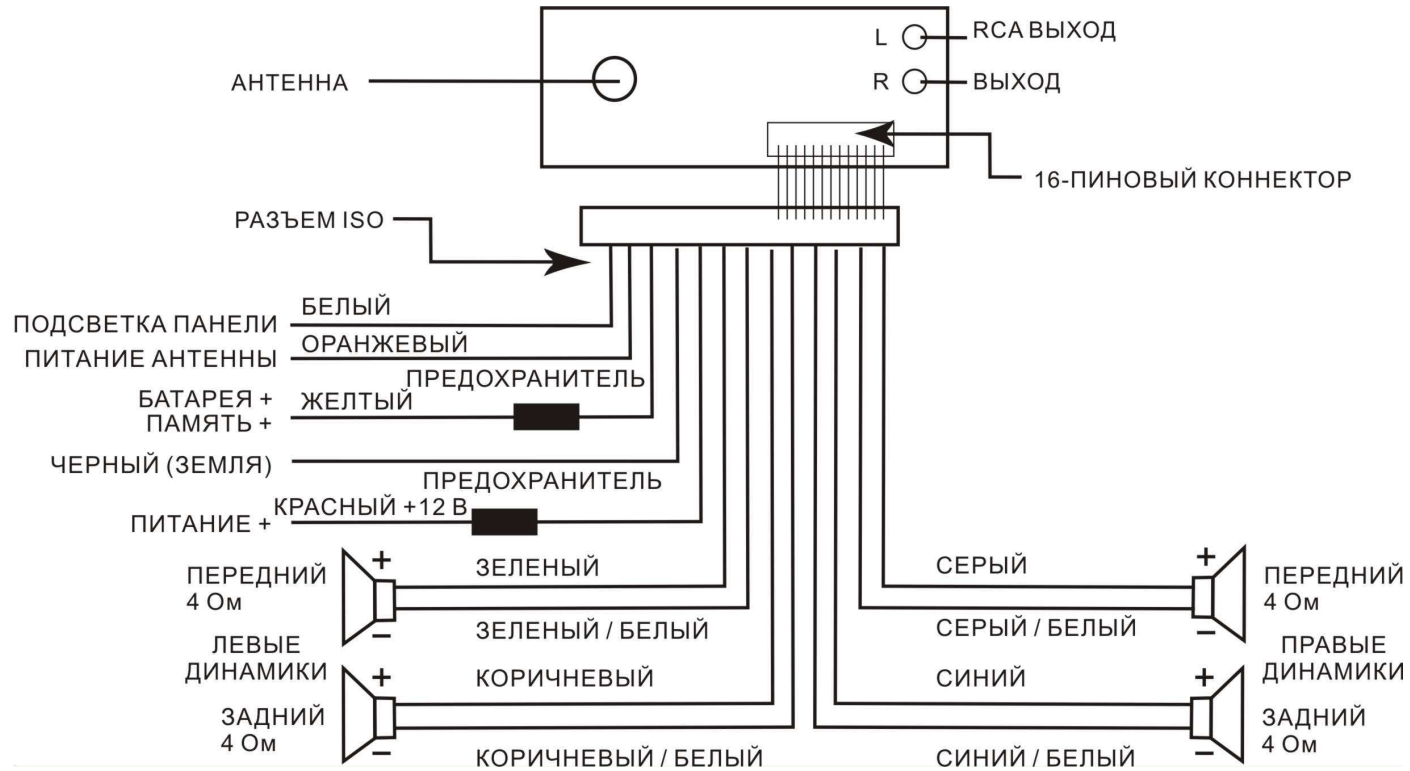 L
RCA ВЫХОД
АНТЕННА
R
ВЫХОД
16-ПИНОВЫЙ КОННЕКТОР
РАЗЪЕМ ISO
БЕЛЫЙ
ПОДСВЕТКА ПАНЕЛИ
ОРАНЖЕВЫЙ
ПИТАНИЕ АНТЕННЫ
ПРЕДОХРАНИТЕЛЬ
БАТАРЕЯ +
ПАМЯТЬ +
ЖЕЛТЫЙ
ЧЕРНЫЙ (ЗЕМЛЯ)
ПРЕДОХРАНИТЕЛЬ
КРАСНЫЙ +12 В
ПИТАНИЕ +
ПЕРЕДНИЙ
4 Ом
+
−
ЗЕЛЕНЫЙ
ЗЕЛЕНЫЙ / БЕЛЫЙ
СЕРЫЙ
СЕРЫЙ / БЕЛЫЙ
+
−
ПЕРЕДНИЙ
4 Ом
ЛЕВЫЕ
ДИНАМИКИ
ПРАВЫЕ
ДИНАМИКИ
ЗАДНИЙ
4 Ом
+
−
КОРИЧНЕВЫЙ
КОРИЧНЕВЫЙ / БЕЛЫЙ
СИНИЙ
СИНИЙ / БЕЛЫЙ
+
−
ЗАДНИЙ
4 Ом